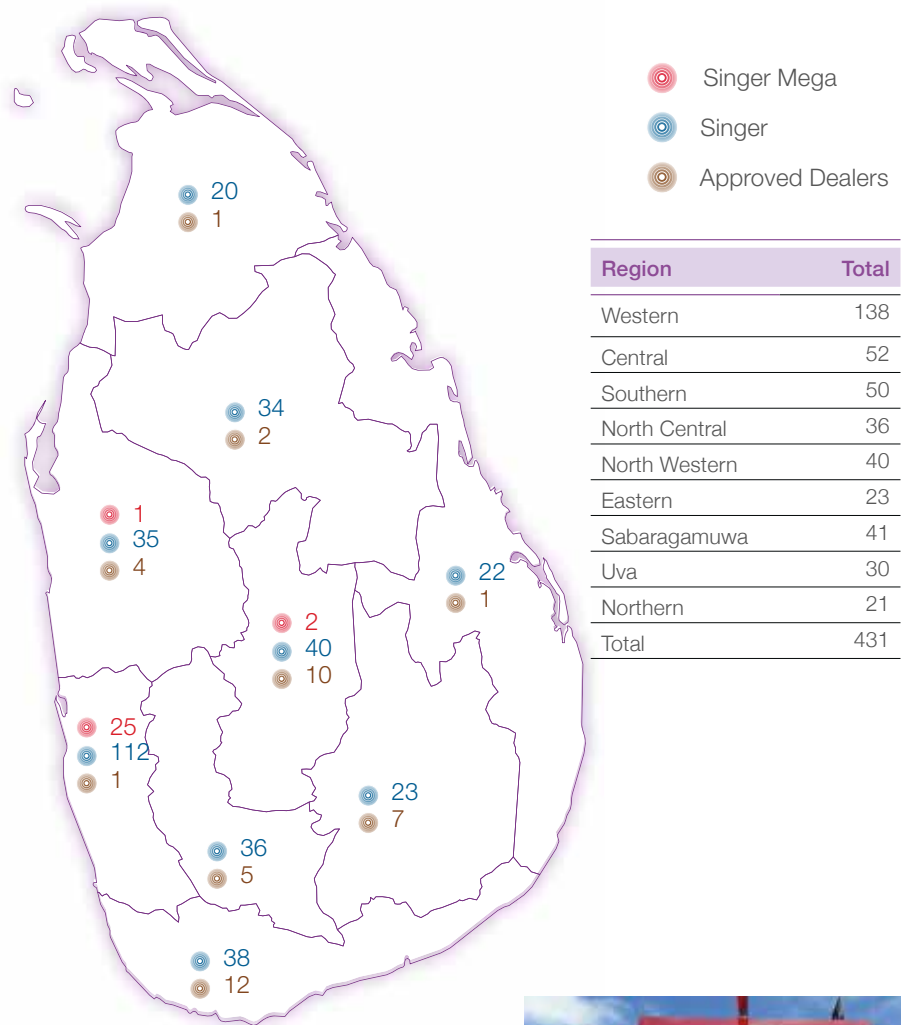 Singer Mega
Singer
Approved Dealers
20
1
34
2
1
35
4
22
1
2
40
10
25
112
1
23
7
36
5
38
12
Region Total
Western 138
Central 52
Southern 50
North Central 36
North Western 40
Eastern 23
Sabaragamuwa 41
Uva 30
Northern 21
Total 431